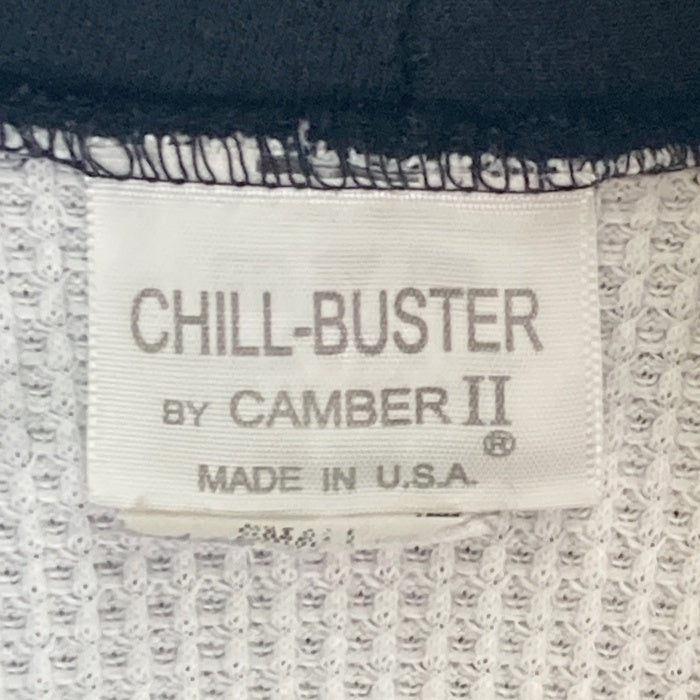 CHILL-BUSTER
BY CAMBER II
®
MADE IN U.S.A.